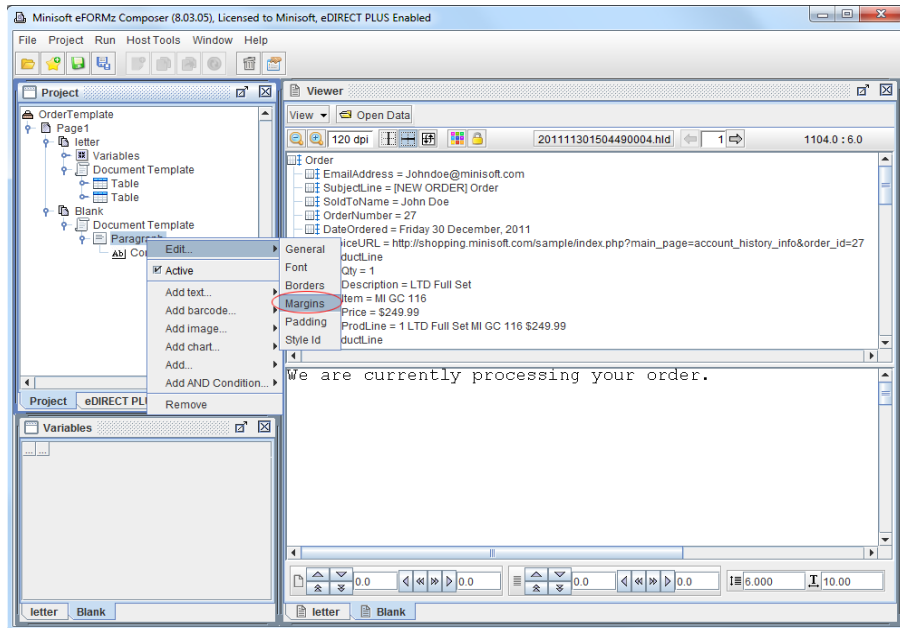 Minisoft eFORMz Composer (8.03.05), Licensed to Minisoft, eDIRECT PLUS Enabled
File Project Run Host Tools Window Help
Project
OrderTemplate
Page1
letter
Variables
Document Template
Table
Table
Blank
Document Template
Paragraph
Ab| Co
Edit...
Active
Add text...
Add barcode...
Add image...
Add chart...
Add...
Add AND Condition...
Remove
General
Font
Borders
Margins
Padding
Style Id
Project eDIRECT PL
Variables
... ...
letter Blank
Viewer
View Open Data
120 dpi 201111301504490004.hld 1 1104.0 : 6.0
Order
EmailAddress = Johndoe@minisoft.com
SubjectLine = [NEW ORDER] Order
SoldToName = John Doe
OrderNumber = 27
DateOrdered = Friday 30 December, 2011
iceURL = http://shopping.minisoft.com/sample/index.php?main_page=account_history_info&order_id=27
ductLine
Qty = 1
Description = LTD Full Set
Item = MI GC 116
Price = $249.99
ProdLine = 1 LTD Full Set MI GC 116 $249.99
ductLine
We are currently processing your order.
0.0 0.0 0.0 0.0 6.000 T 10.00
letter Blank